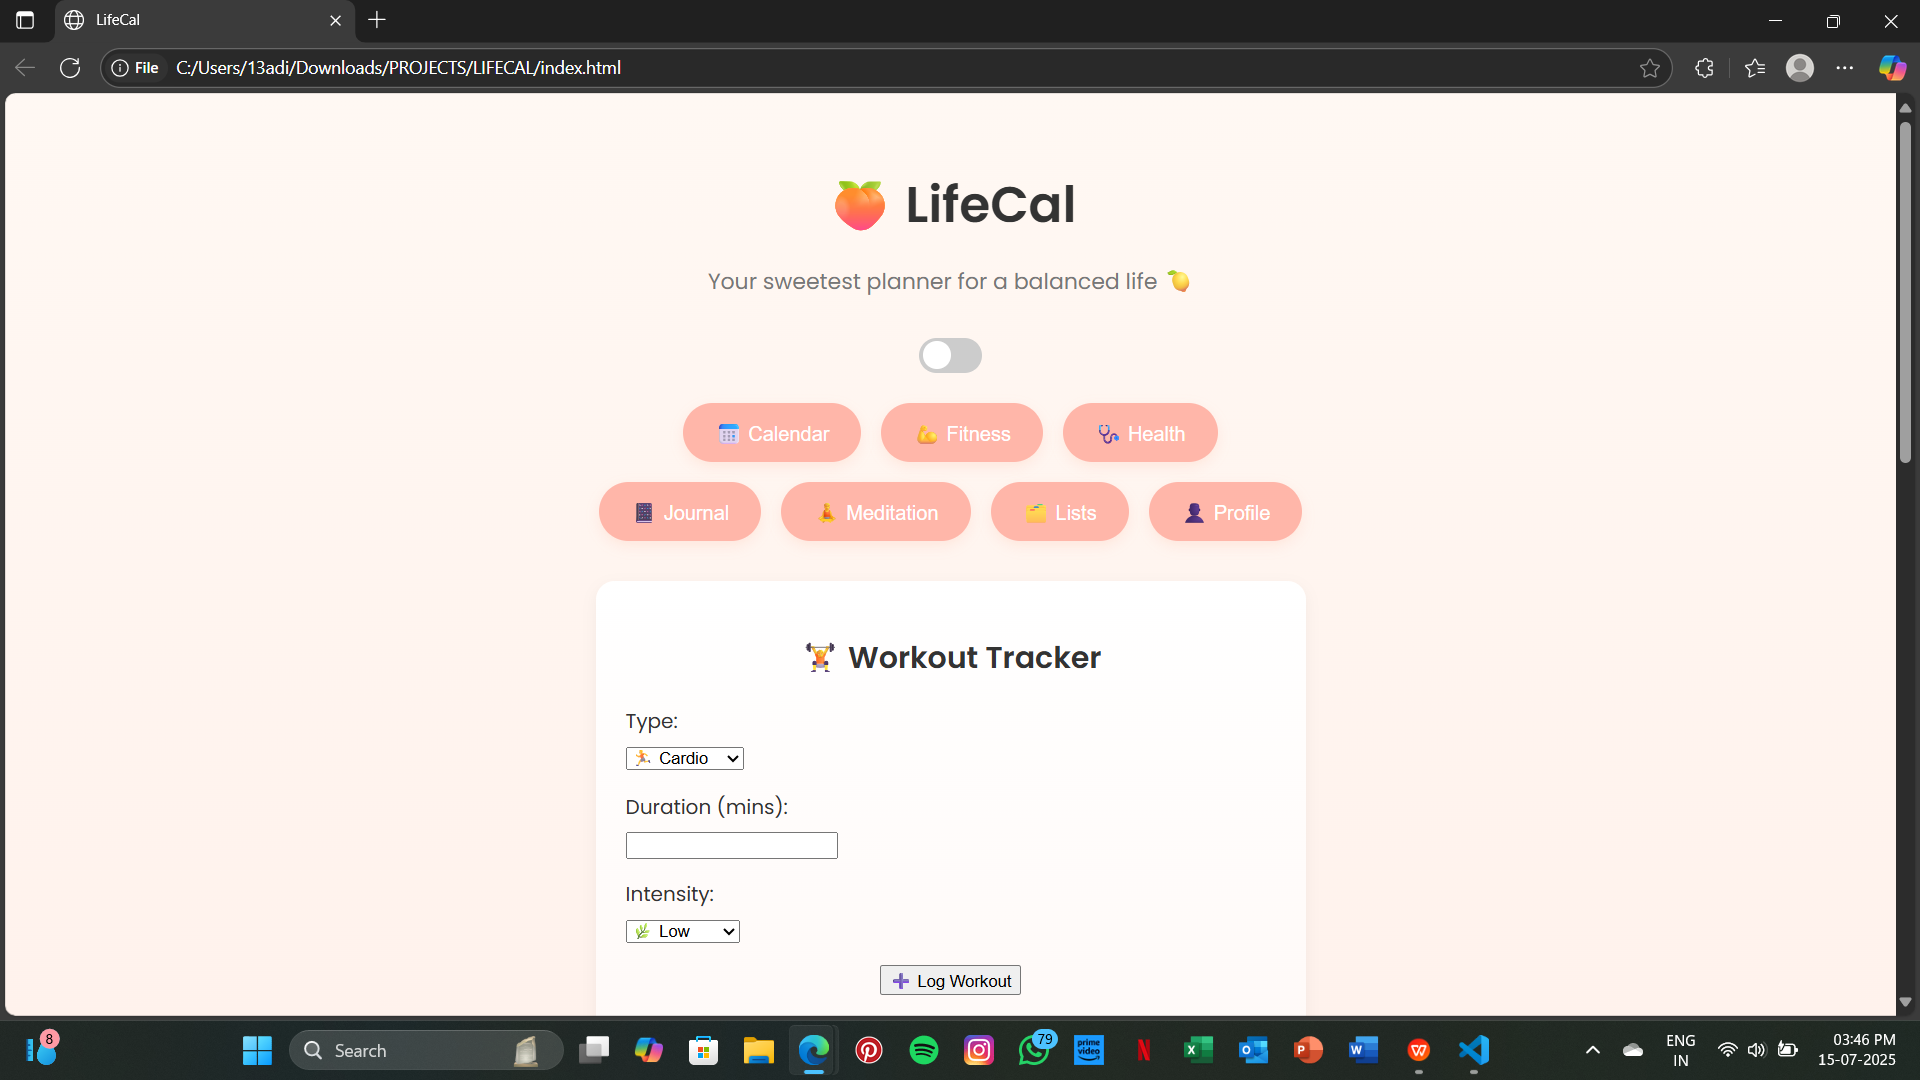 LifeCal
File C:/Users/13adi/Downloads/PROJECTS/LIFECAL/index.html
🍑 LifeCal
Your sweetest planner for a balanced life 🍋
📅 Calendar
💪 Fitness
🩺 Health
📓 Journal
🧘 Meditation
🗂️ Lists
👤 Profile
🏋️ Workout Tracker
Type:
🏃 Cardio
Duration (mins):
Intensity:
🌿 Low
➕ Log Workout
8
Search
79
prime video
ENG
IN
03:46 PM
15-07-2025